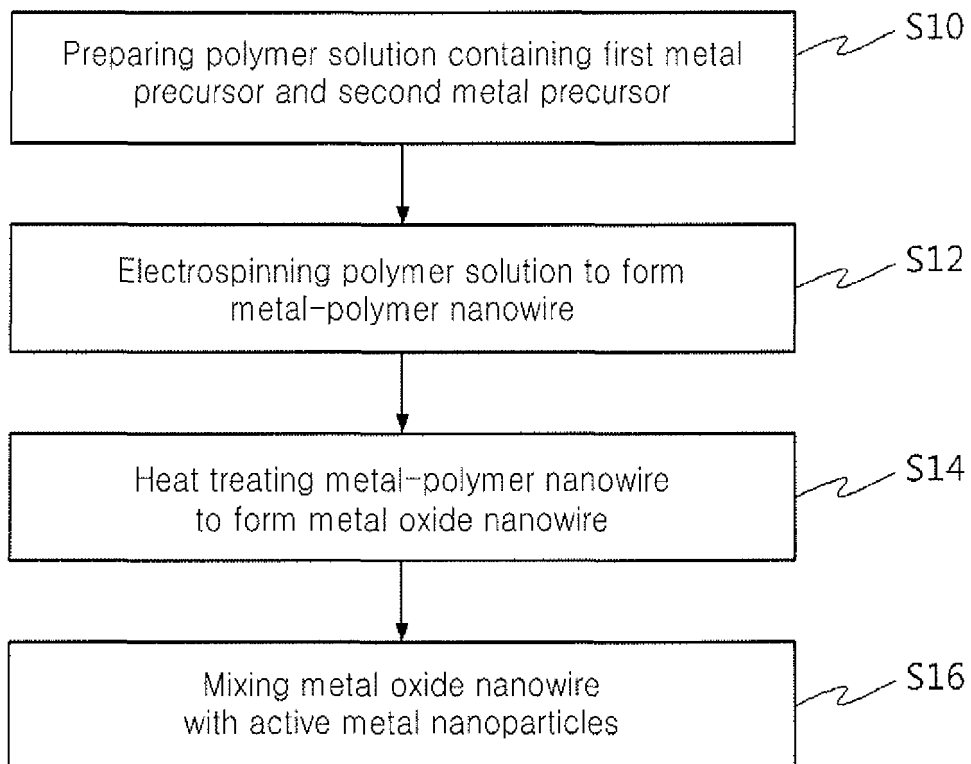 Preparing polymer solution containing first metal
precursor and second metal precursor
S10
Electrospinning polymer solution to form
metal-polymer nanowire
S12
Heat treating metal-polymer nanowire
to form metal oxide nanowire
S14
Mixing metal oxide nanowire
with active metal nanoparticles
S16